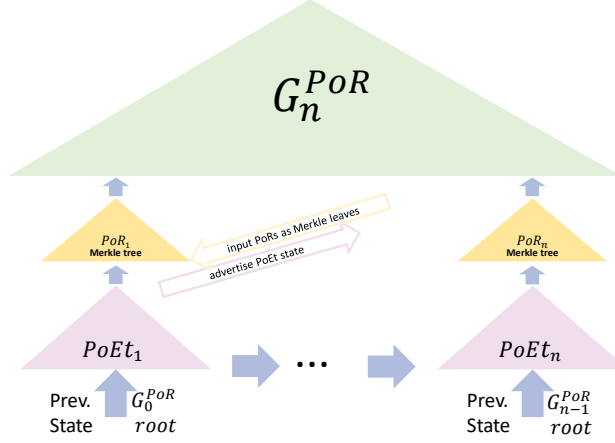 G_n^{PoR}
PoR_1
Merkle tree
input PoRs as Merkle leaves
advertise PoEt state
PoR_n
Merkle tree
PoEt_1
...
PoEt_n
Prev. G_0^{PoR}
State root
Prev. G_{n-1}^{PoR}
State root